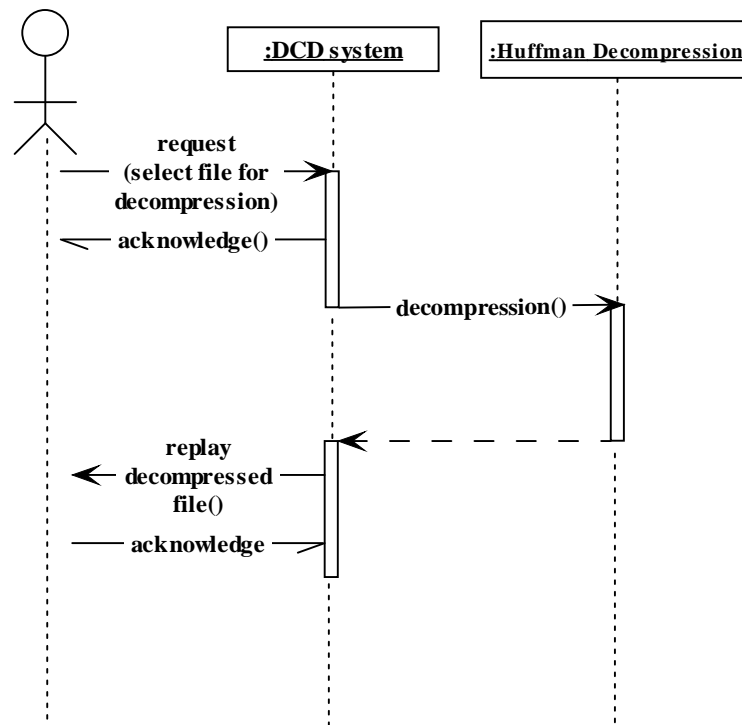 :DCD system
:Huffman Decompression
request
(select file for
decompression)
acknowledge()
decompression()
replay
decompressed
file()
acknowledge